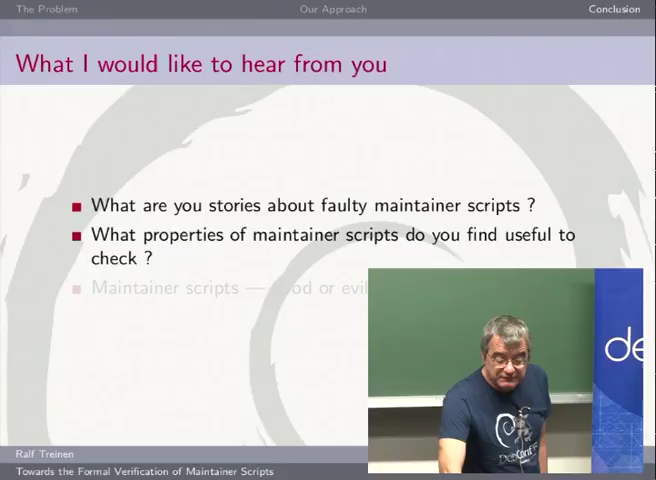 The Problem
Our Approach
Conclusion
What I would like to hear from you
What are you stories about faulty maintainer scripts ?
What properties of maintainer scripts do you find useful to
check ?
Maintainer scripts — or evil
de
Ralf Treinen
Towards the Formal Verification of Maintainer Scripts